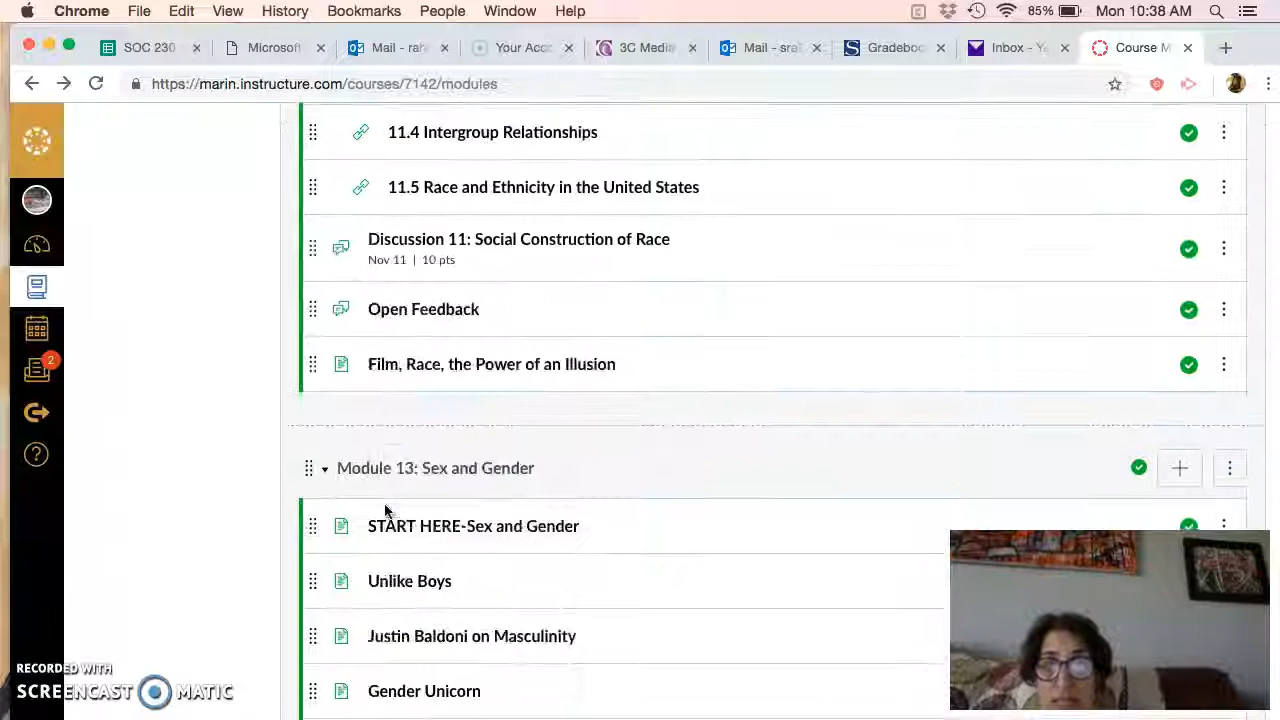 Chrome File Edit View History Bookmarks People Window Help 85% Mon 10:38 AM
SOC 230 Microsoft Mail - rah Your Acc 3C Media Mail - sra Gradeboo Inbox - Course M
https://marin.instructure.com/courses/7142/modules
11.4 Intergroup Relationships
11.5 Race and Ethnicity in the United States
Discussion 11: Social Construction of Race
Nov 11 | 10 pts
Open Feedback
2
Film, Race, the Power of an Illusion
Module 13: Sex and Gender
START HERE-Sex and Gender
Unlike Boys
Justin Baldoni on Masculinity
Gender Unicorn
RECORDED WITH
SCREENCAST MATIC